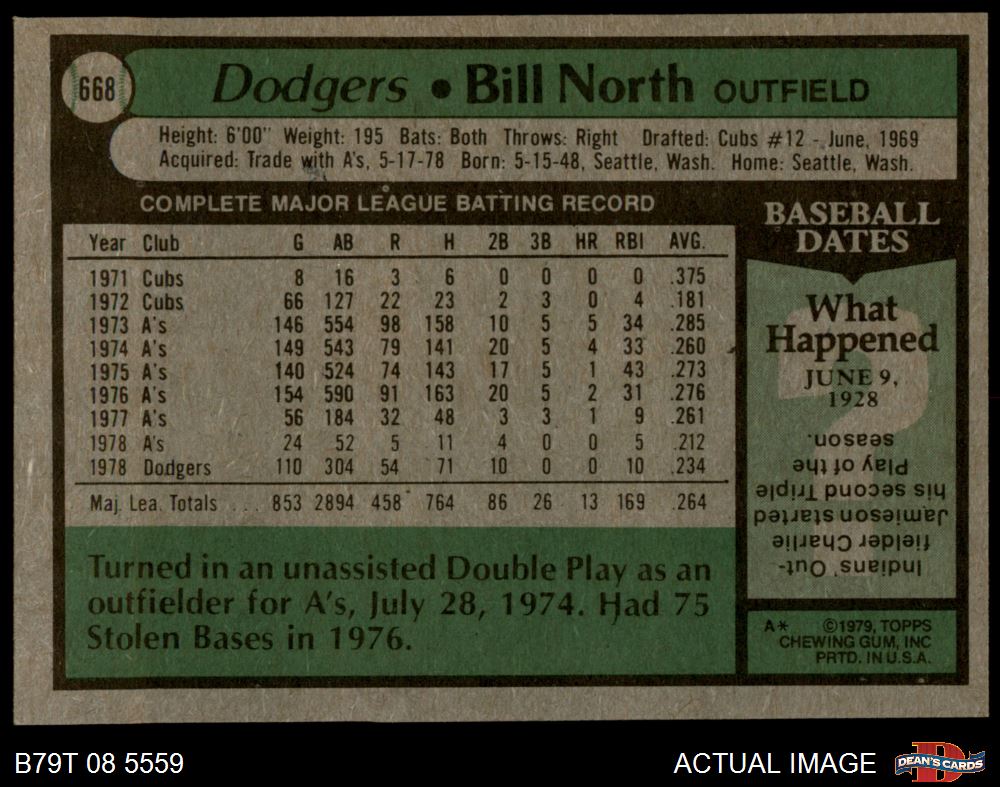 668
Dodgers • Bill North OUTFIELD
Height: 6'00" Weight: 195 Bats: Both Throws: Right Drafted: Cubs #12 - June, 1969
Acquired: Trade with A's, 5-17-78 Born: 5-15-48, Seattle, Wash. Home: Seattle, Wash.
COMPLETE MAJOR LEAGUE BATTING RECORD
Year Club G AB R H 2B 3B HR RBI AVG.
1971 Cubs 8 16 3 6 0 0 0 0 .375
1972 Cubs 66 127 22 23 2 3 0 4 .181
1973 A's 146 554 98 158 10 5 5 34 .285
1974 A's 149 543 79 141 20 5 4 33 .260
1975 A's 140 524 74 143 17 5 1 43 .273
1976 A's 154 590 91 163 20 5 2 31 .276
1977 A's 56 184 32 48 3 3 1 9 .261
1978 A's 24 52 5 11 4 0 0 5 .212
1978 Dodgers 110 304 54 71 10 0 0 10 .234
Maj. Lea. Totals ... 853 2894 458 764 86 26 13 169 .264
Turned in an unassisted Double Play as an
outfielder for A's, July 28, 1974. Had 75
Stolen Bases in 1976.
BASEBALL
DATES
What
Happened
JUNE 9,
1928
?
Indians' Out-
fielder Charlie
Jamieson started
his second Triple
Play of the
season.
A* ©1979, TOPPS
CHEWING GUM, INC
PRTD. IN U.S.A.
B79T 08 5559
ACTUAL IMAGE
D
DEAN'S CARDS